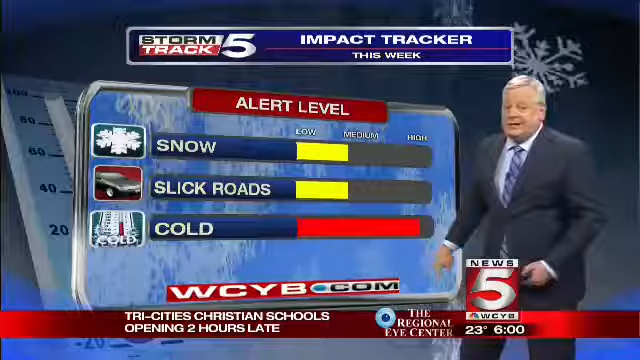 STORM
TRACK 5
IMPACT TRACKER
THIS WEEK
ALERT LEVEL
LOW
MEDIUM
HIGH
SNOW
SLICK ROADS
COLD
COLD
100
80
60
40
20
-20
WCYB.COM
NEWS
5
WCYB
23° 6:00
TRI-CITIES CHRISTIAN SCHOOLS
OPENING 2 HOURS LATE
THE
REGIONAL
EYE CENTER